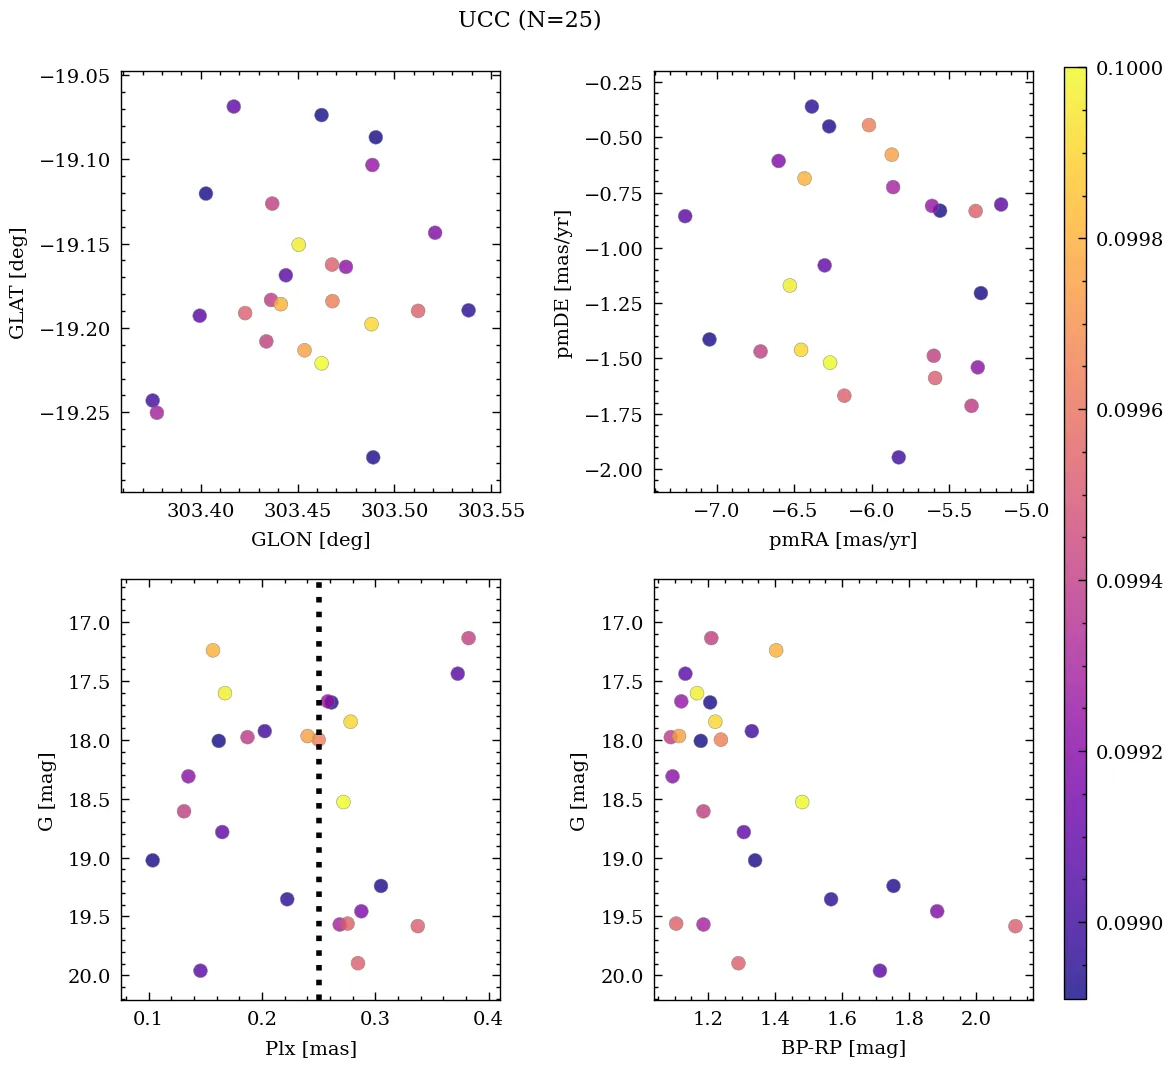 UCC (N=25)
−19.05
−19.10
−19.15
−19.20
−19.25
GLAT [deg]
303.40 303.45 303.50 303.55
GLON [deg]
−0.25
−0.50
−0.75
−1.00
−1.25
−1.50
−1.75
−2.00
pmDE [mas/yr]
−7.0 −6.5 −6.0 −5.5 −5.0
pmRA [mas/yr]
17.0
17.5
18.0
18.5
19.0
19.5
20.0
G [mag]
0.1 0.2 0.3 0.4
Plx [mas]
17.0
17.5
18.0
18.5
19.0
19.5
20.0
G [mag]
1.2 1.4 1.6 1.8 2.0
BP-RP [mag]
0.1000
0.0998
0.0996
0.0994
0.0992
0.0990